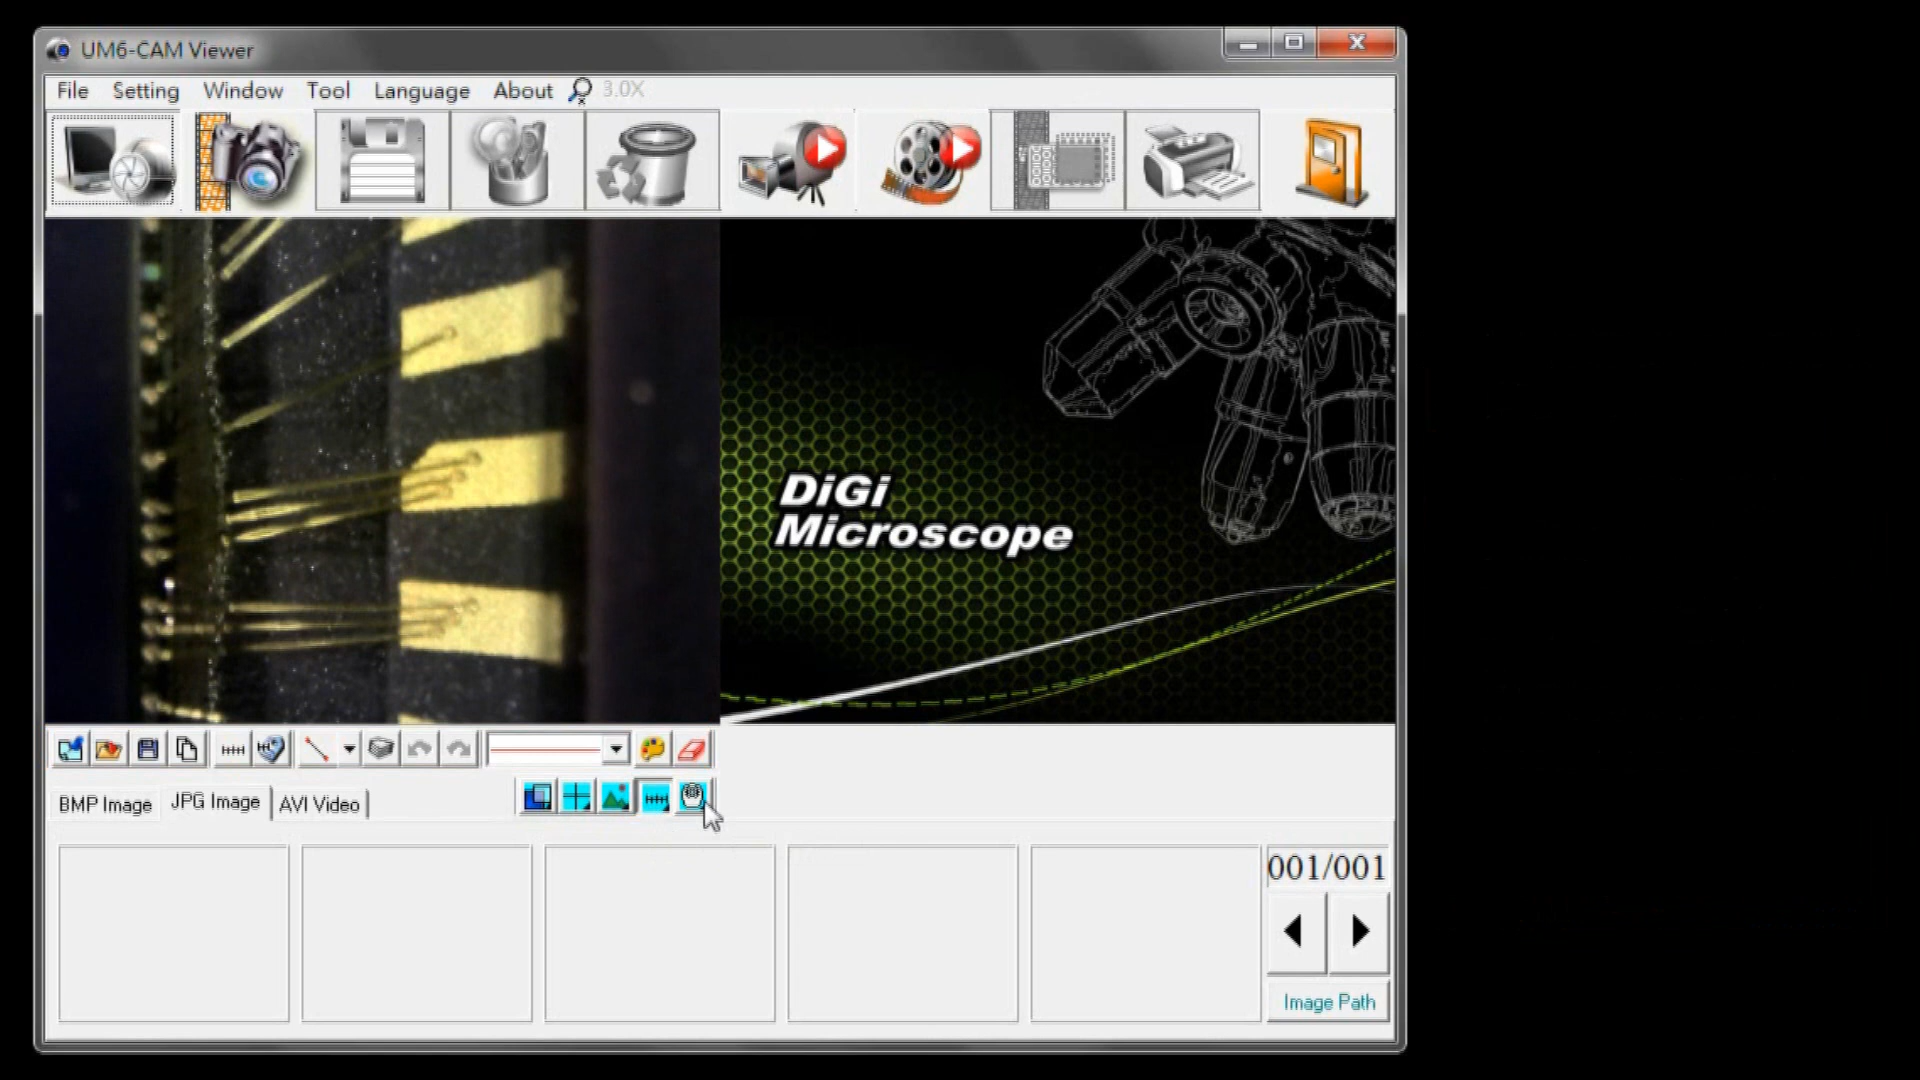 UM6-CAM Viewer
File Setting Window Tool Language About 3.0X
DiGi
Microscope
BMP Image JPG Image AVI Video
001/001
Image Path